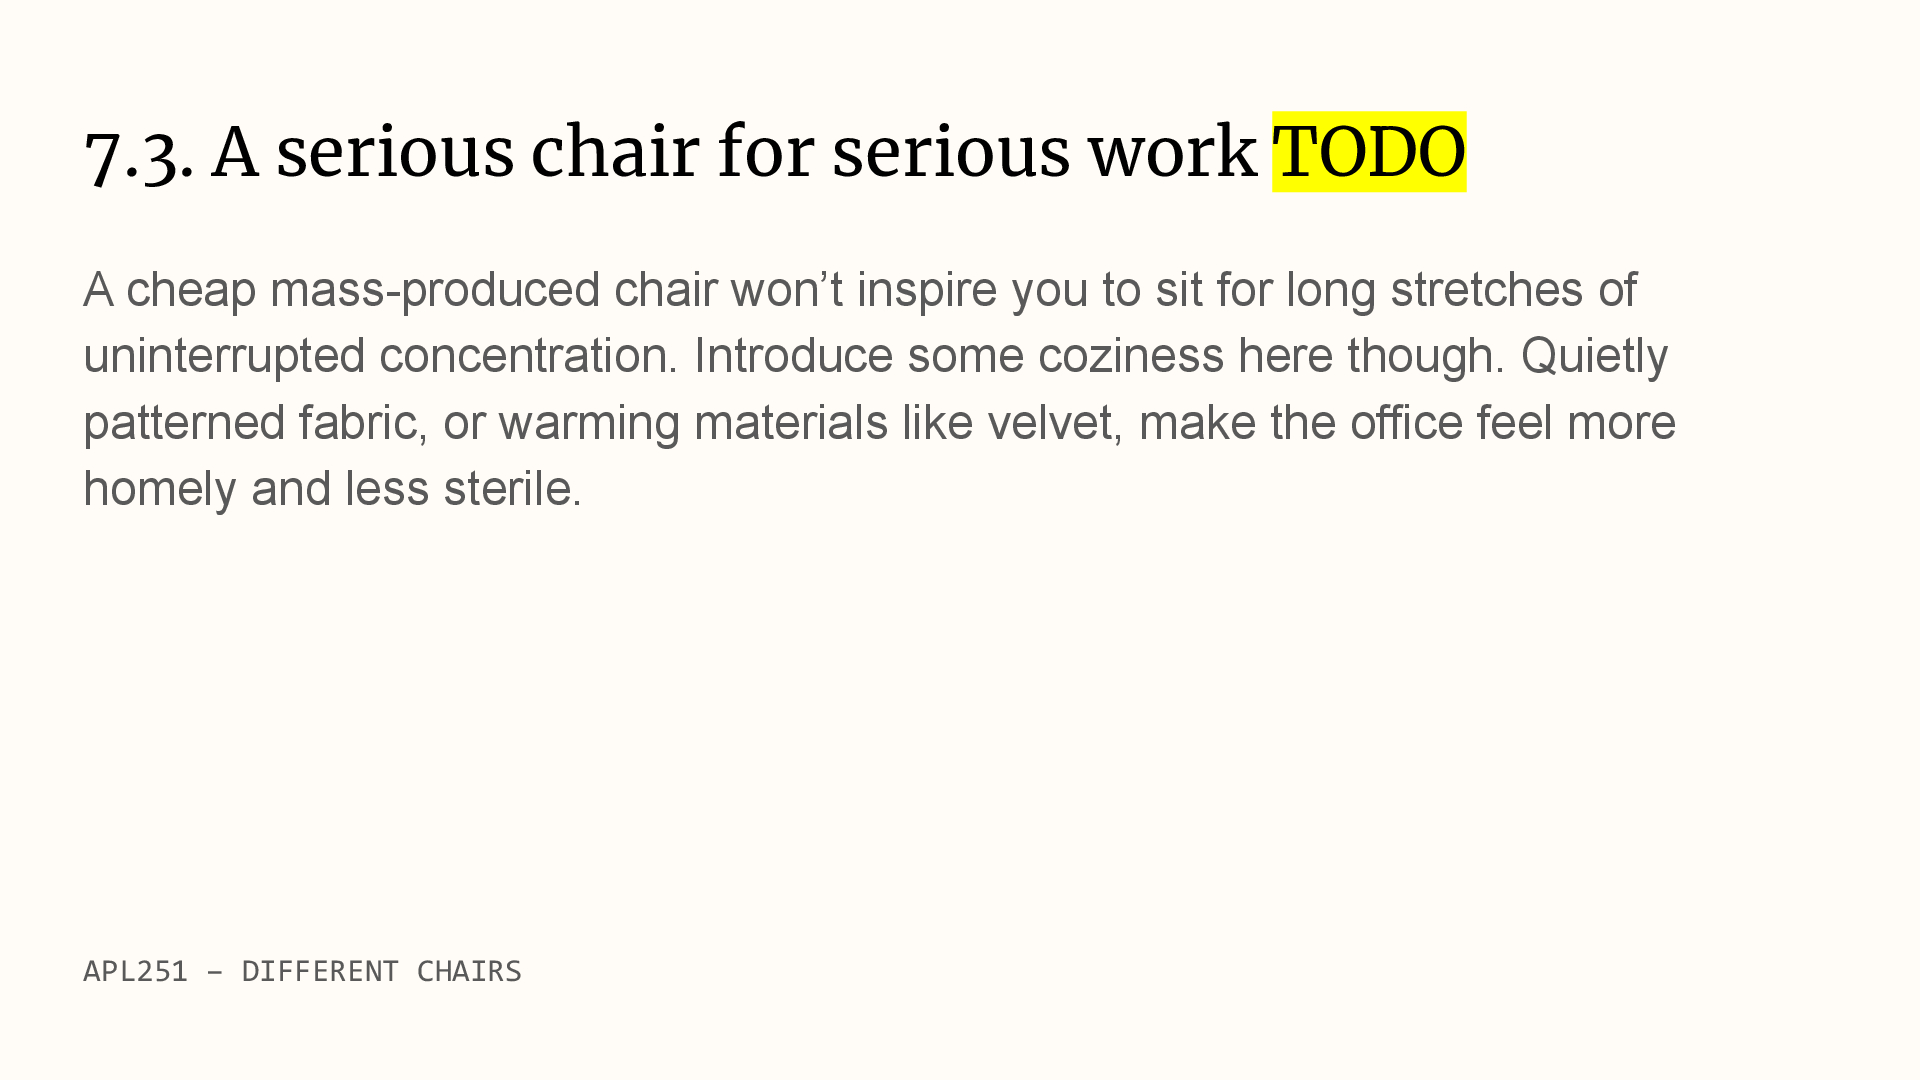 7.3. A serious chair for serious work TODO
A cheap mass-produced chair won’t inspire you to sit for long stretches of
uninterrupted concentration. Introduce some coziness here though. Quietly
patterned fabric, or warming materials like velvet, make the office feel more
homely and less sterile.
APL251 – DIFFERENT CHAIRS